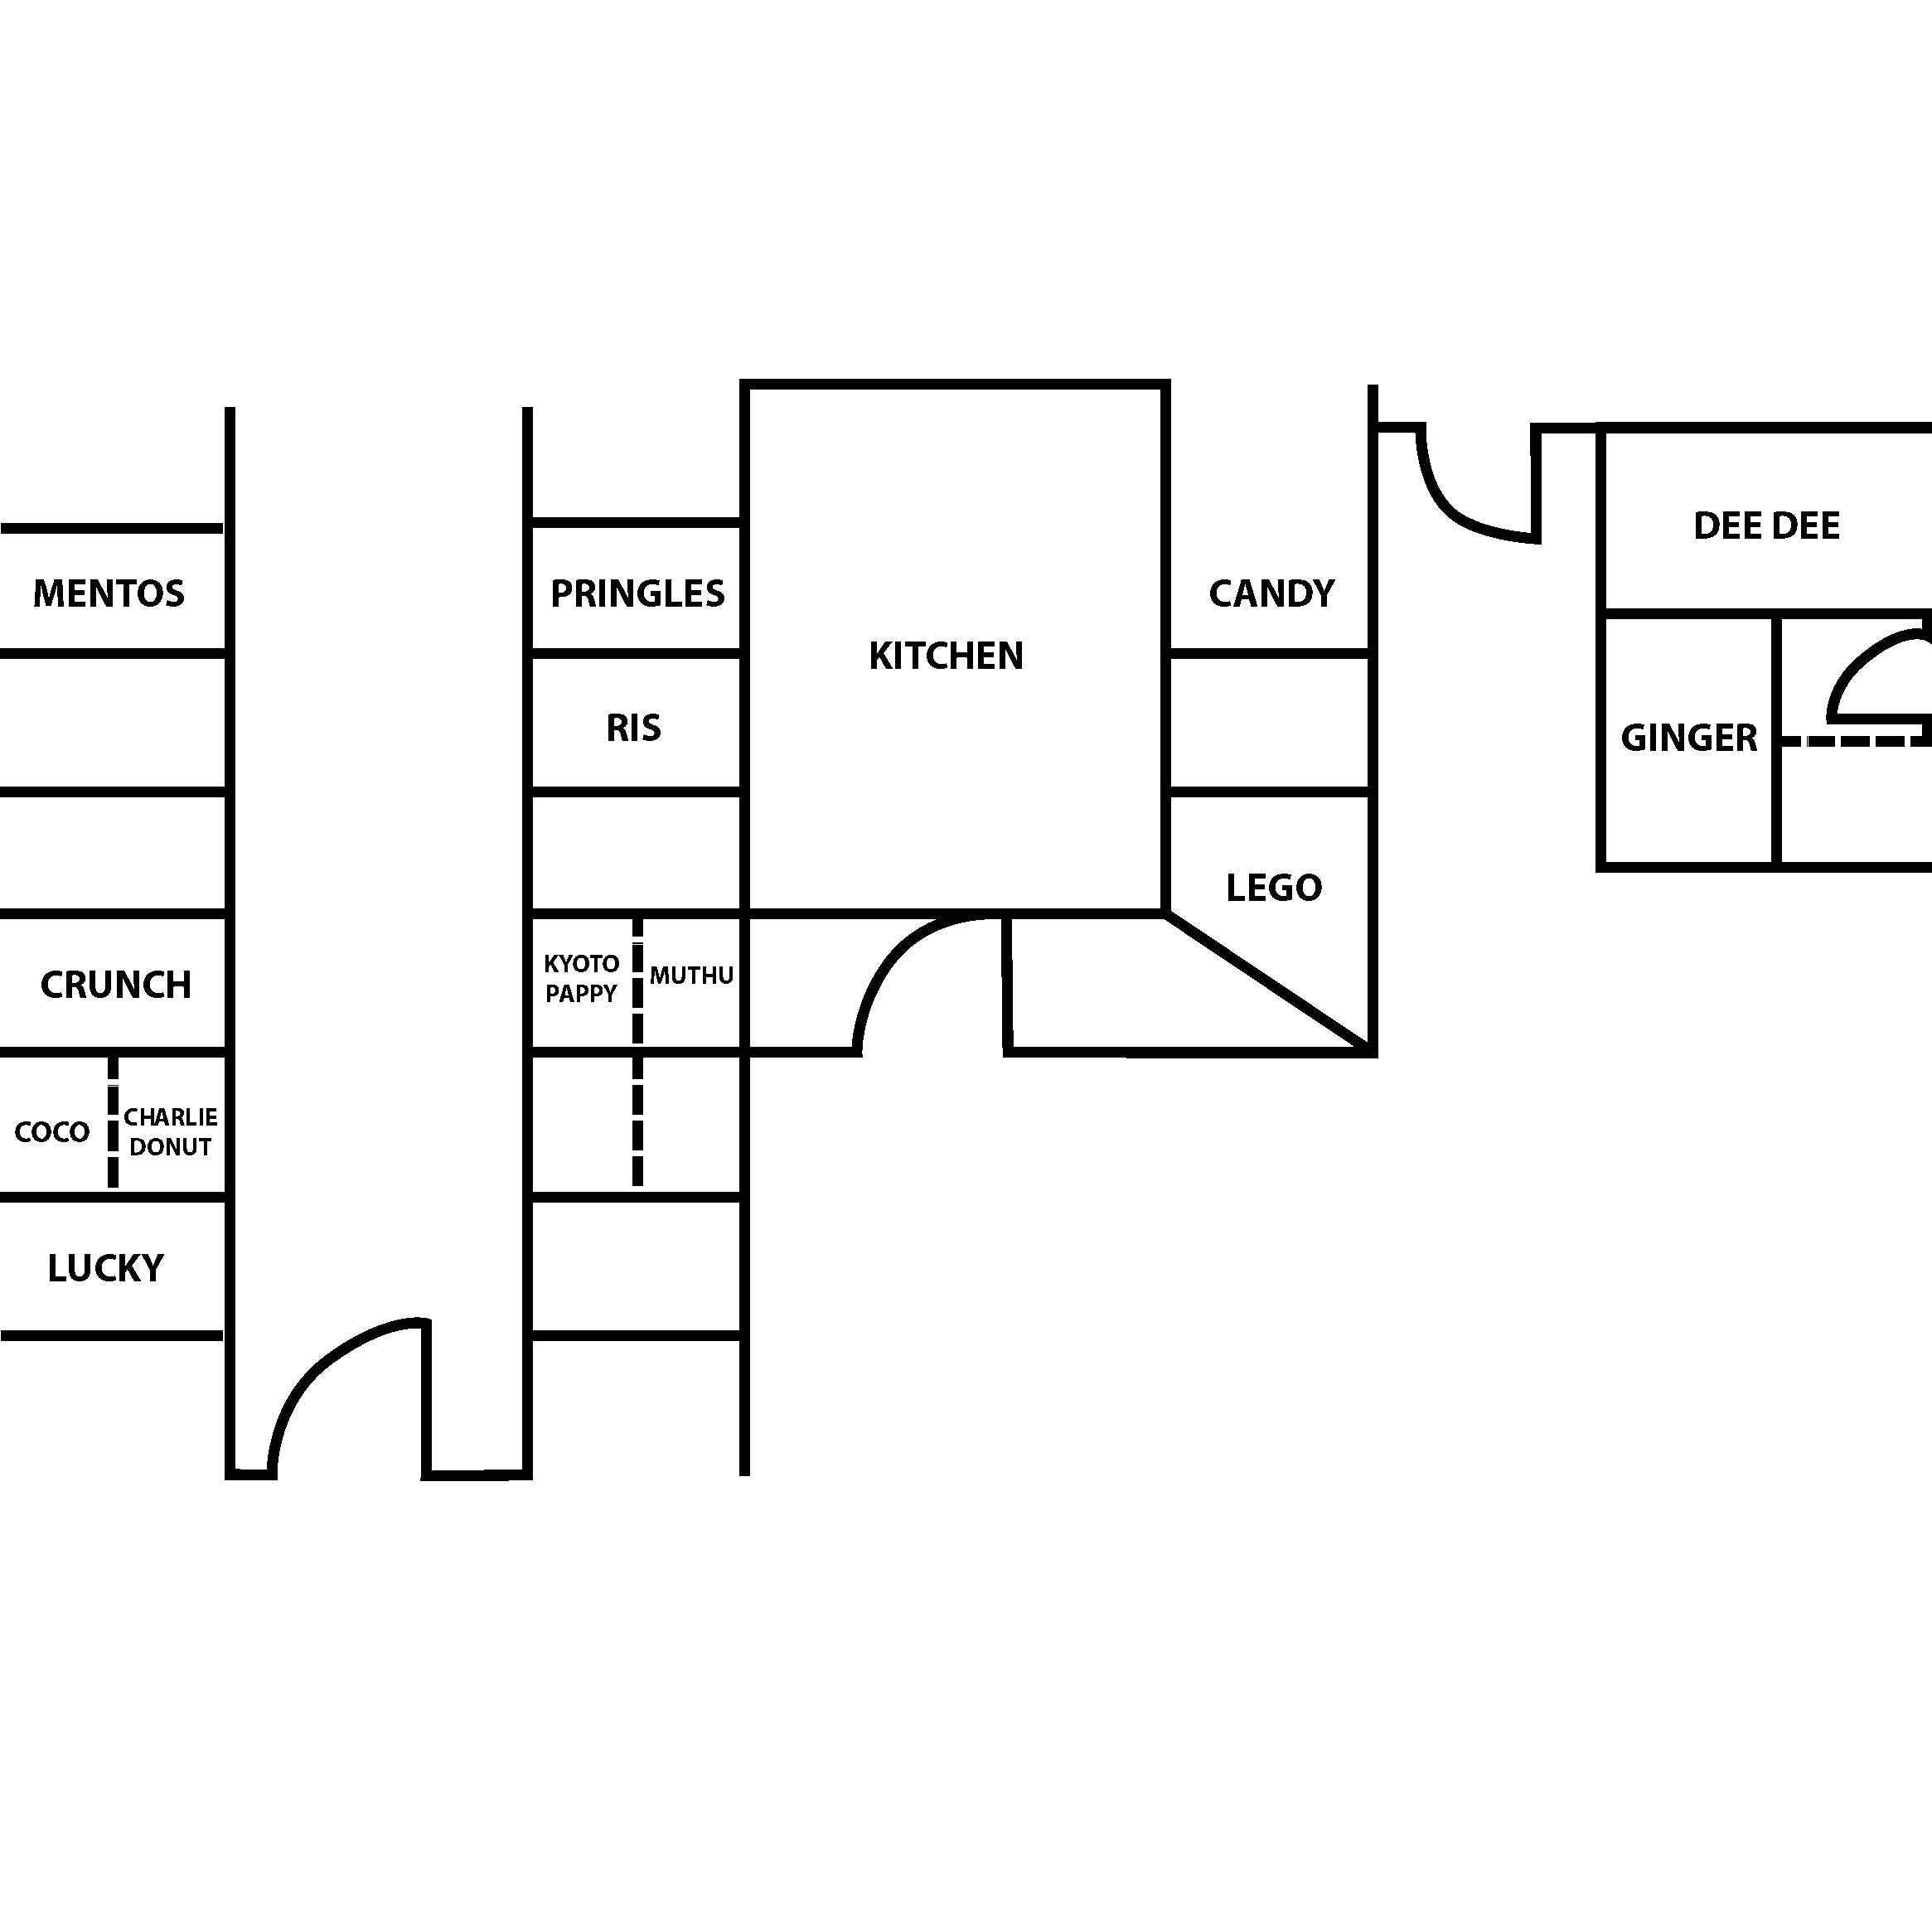 DEE DEE
MENTOS
PRINGLES
CANDY
KITCHEN
RIS
GINGER
LEGO
KYOTO
PAPPY
MUTHU
CRUNCH
COCO
CHARLIE
DONUT
LUCKY